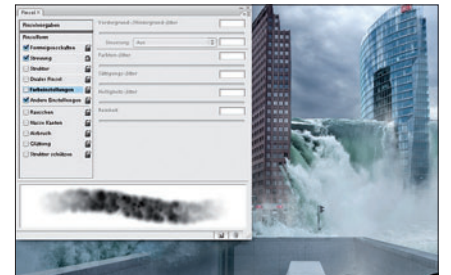 Pinsel ×
Pinselvorgaben
Pinselform
Formeigenschaften
Streuung
Struktur
Dualer Pinsel
Farbeinstellungen
Andere Einstellungen
Rauschen
Nasse Kanten
Airbrush
Glättung
Struktur schützen
Vordergrund-/Hintergrund-Jitter
Steuerung: Aus
Farbton-Jitter
Sättigungs-Jitter
Helligkeits-Jitter
Reinheit